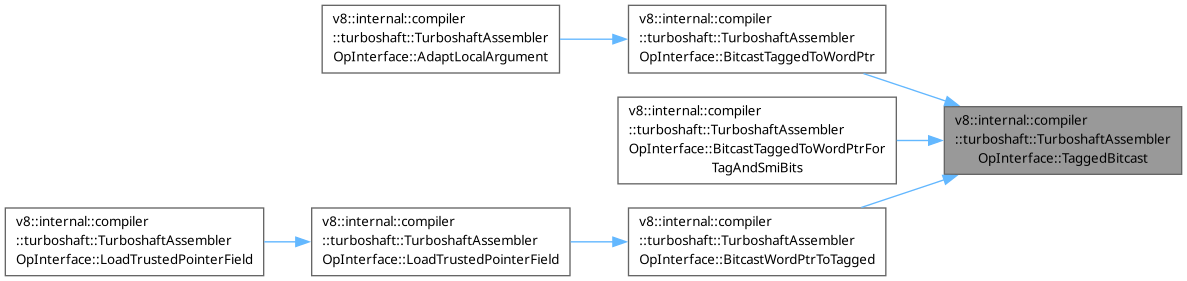 v8::internal::compiler
::turboshaft::TurboshaftAssembler
OpInterface::AdaptLocalArgument
v8::internal::compiler
::turboshaft::TurboshaftAssembler
OpInterface::BitcastTaggedToWordPtr
v8::internal::compiler
::turboshaft::TurboshaftAssembler
OpInterface::BitcastTaggedToWordPtrFor
TagAndSmiBits
v8::internal::compiler
::turboshaft::TurboshaftAssembler
OpInterface::TaggedBitcast
v8::internal::compiler
::turboshaft::TurboshaftAssembler
OpInterface::LoadTrustedPointerField
v8::internal::compiler
::turboshaft::TurboshaftAssembler
OpInterface::LoadTrustedPointerField
v8::internal::compiler
::turboshaft::TurboshaftAssembler
OpInterface::BitcastWordPtrToTagged